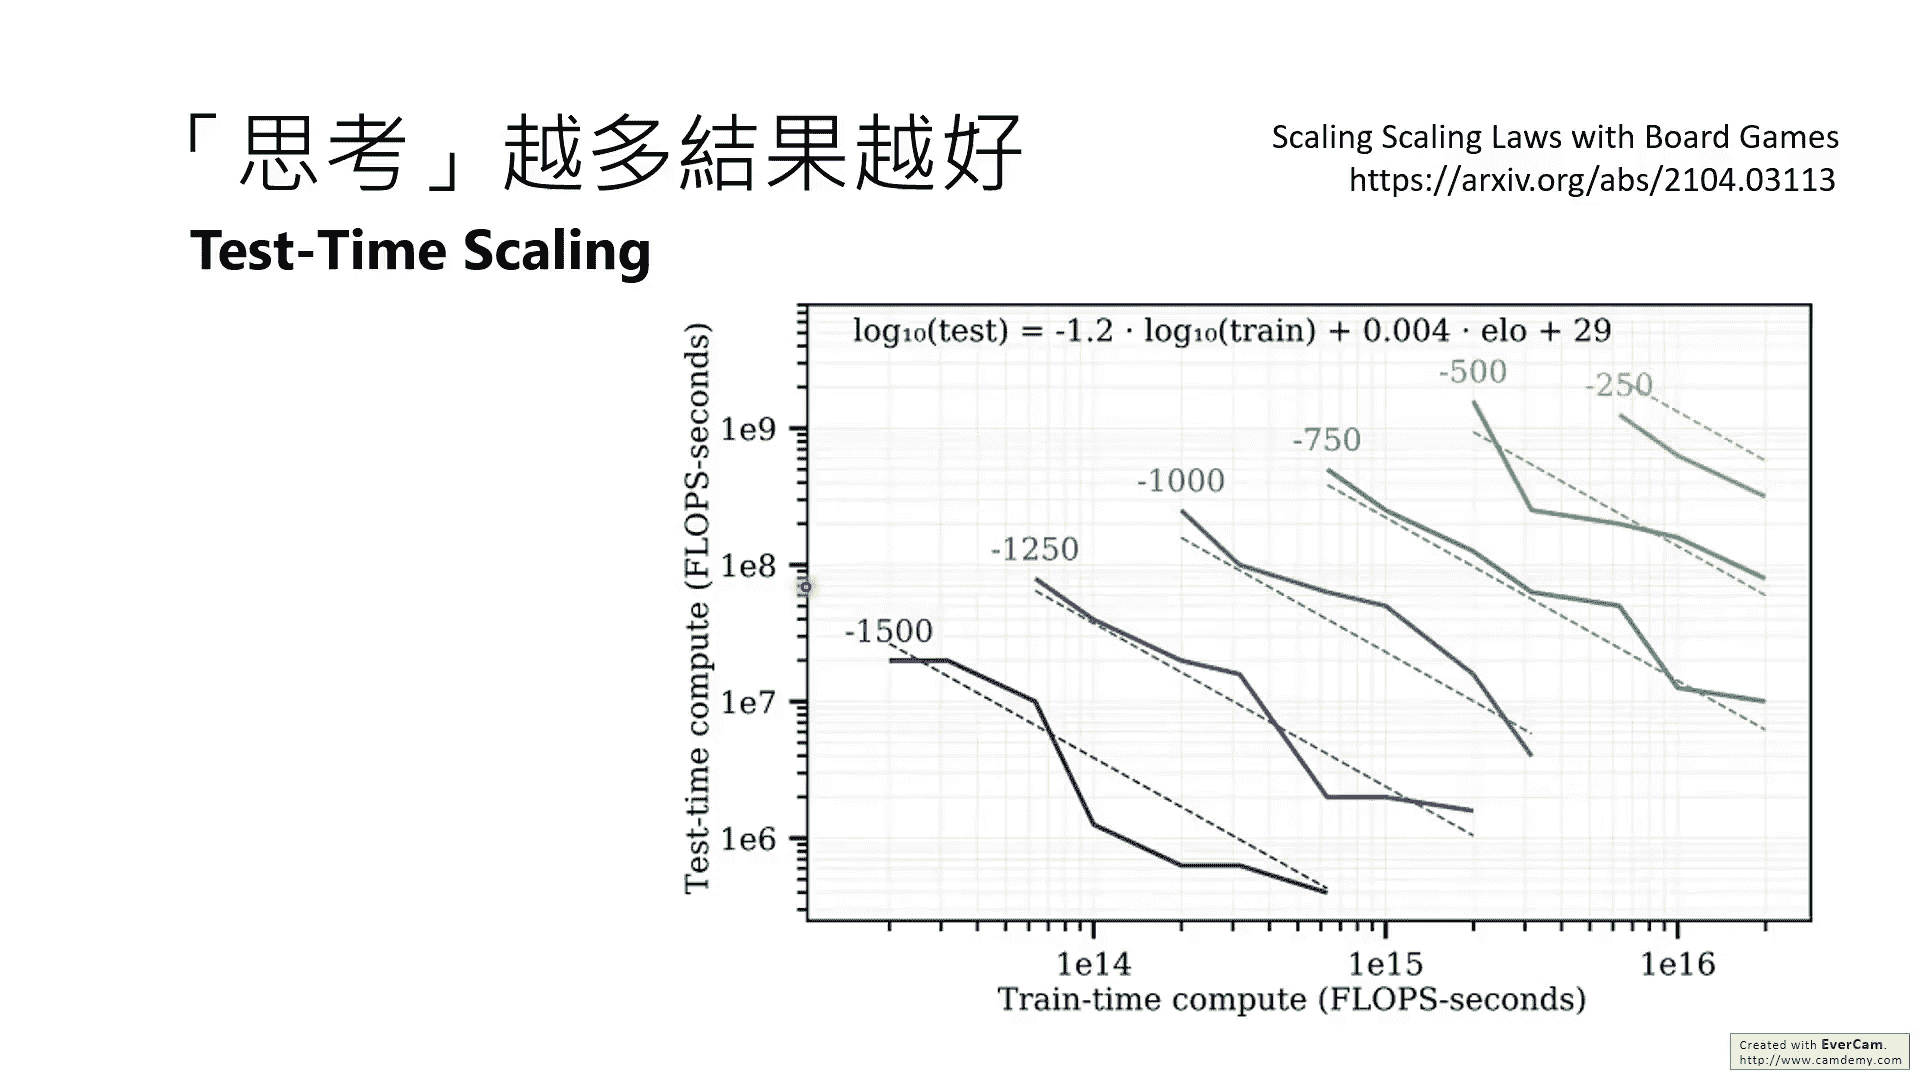 「思考」越多結果越好
Scaling Scaling Laws with Board Games
https://arxiv.org/abs/2104.03113
Test-Time Scaling
log₁₀(test) = -1.2 · log₁₀(train) + 0.004 · elo + 29
-500
-250
-750
-1000
-1250
-1500
Test-time compute (FLOPS-seconds)
1e9
1e8
1e7
1e6
1e14
1e15
1e16
Train-time compute (FLOPS-seconds)
Created with EverCam.
http://www.camdemy.com